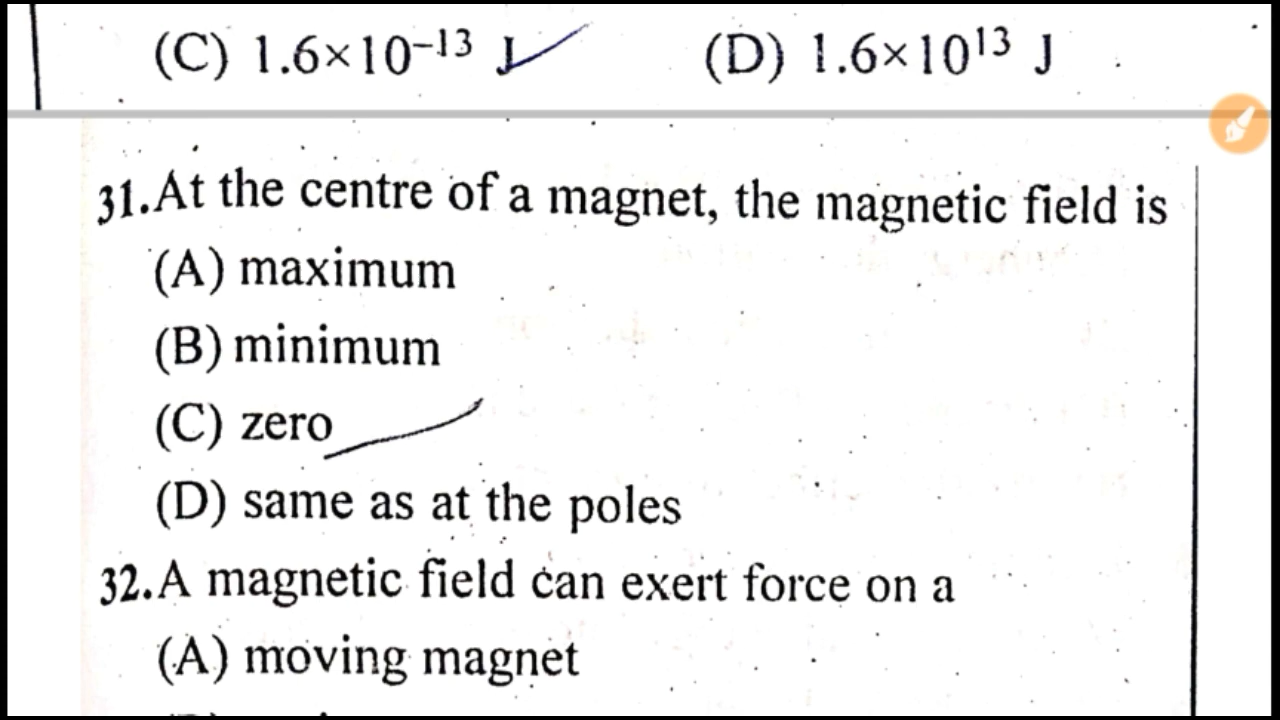 (C) 1.6×10⁻¹³ J (D) 1.6×10¹³ J
31. At the centre of a magnet, the magnetic field is
(A) maximum
(B) minimum
(C) zero
(D) same as at the poles
32. A magnetic field can exert force on a
(A) moving magnet